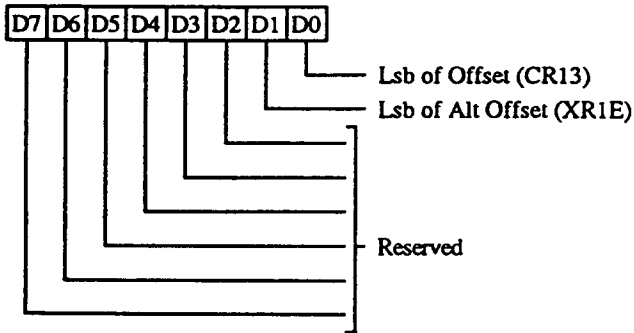 D7 D6 D5 D4 D3 D2 D1 D0
Lsb of Offset (CR13)
Lsb of Alt Offset (XR1E)
Reserved